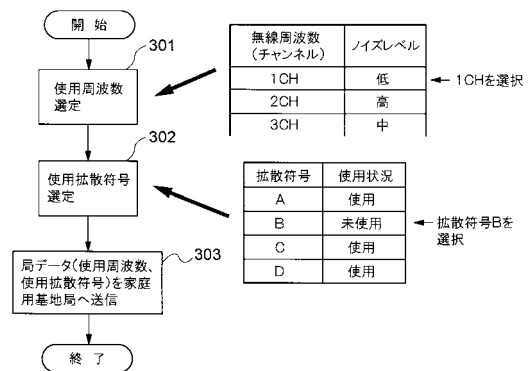 開 始
301
使用周波数
選定
302
使用拡散符号
選定
303
局データ(使用周波数、
使用拡散符号)を家庭
用基地局へ送信
終 了
無線周波数
(チャンネル)
ノイズレベル
1CH
低
2CH
高
3CH
中
1CHを選択
拡散符号
使用状況
A
使用
B
未使用
C
使用
D
使用
拡散符号Bを
選択